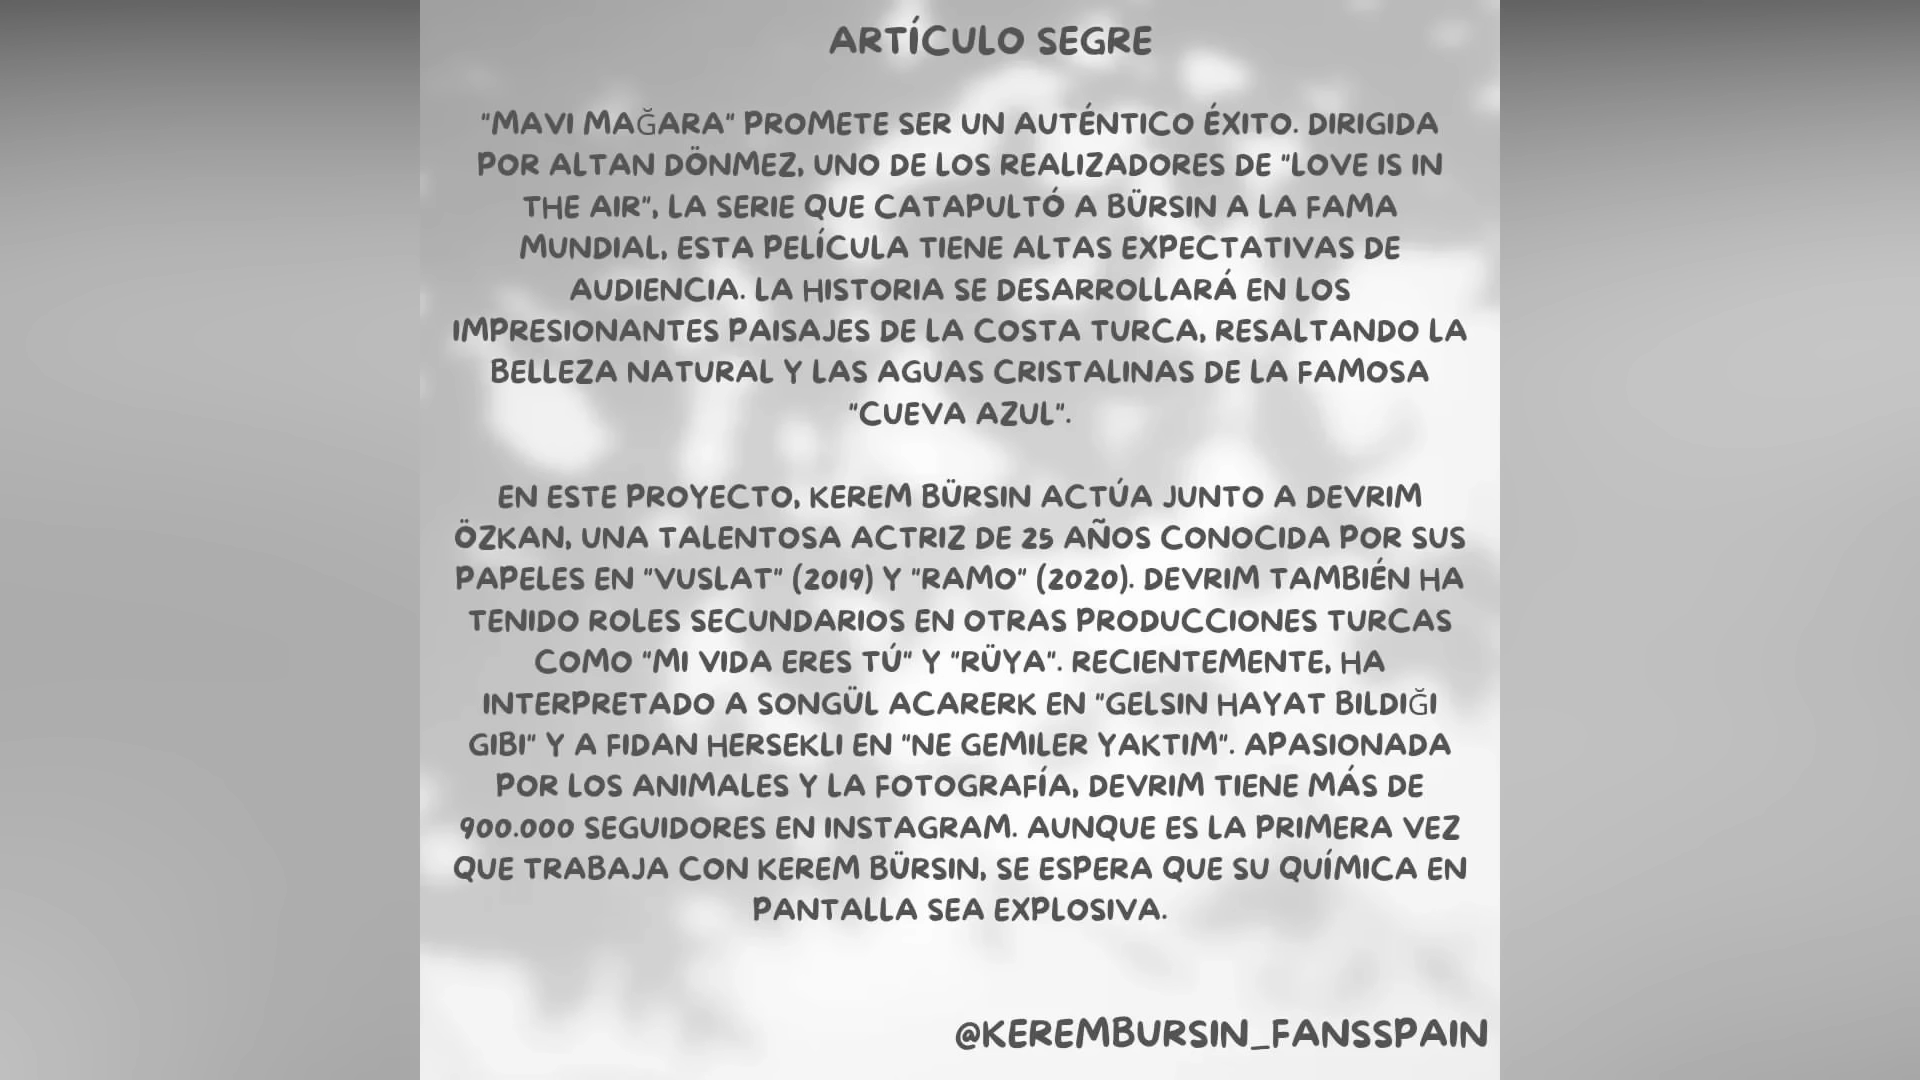 ARTÍCULO SEGRE
"MAVI MAĞARA" PROMETE SER UN AUTÉNTICO ÉXITO. DIRIGIDA
POR ALTAN DÖNMEZ, UNO DE LOS REALIZADORES DE "LOVE IS IN
THE AIR", LA SERIE QUE CATAPULTÓ A BÜRSIN A LA FAMA
MUNDIAL, ESTA PELÍCULA TIENE ALTAS EXPECTATIVAS DE
AUDIENCIA. LA HISTORIA SE DESARROLLARÁ EN LOS
IMPRESIONANTES PAISAJES DE LA COSTA TURCA, RESALTANDO LA
BELLEZA NATURAL Y LAS AGUAS CRISTALINAS DE LA FAMOSA
"CUEVA AZUL".
EN ESTE PROYECTO, KEREM BÜRSIN ACTÚA JUNTO A DEVRIM
ÖZKAN, UNA TALENTOSA ACTRIZ DE 25 AÑOS CONOCIDA POR SUS
PAPELES EN "VUSLAT" (2019) Y "RAMO" (2020). DEVRIM TAMBIÉN HA
TENIDO ROLES SECUNDARIOS EN OTRAS PRODUCCIONES TURCAS
COMO "MI VIDA ERES TÚ" Y "RÜYA". RECIENTEMENTE, HA
INTERPRETADO A SONGÜL ACARERK EN "GELSIN HAYAT BILDIĞI
GIBI" Y A FIDAN HERSEKLI EN "NE GEMILER YAKTIM". APASIONADA
POR LOS ANIMALES Y LA FOTOGRAFÍA, DEVRIM TIENE MÁS DE
900.000 SEGUIDORES EN INSTAGRAM. AUNQUE ES LA PRIMERA VEZ
QUE TRABAJA CON KEREM BÜRSIN, SE ESPERA QUE SU QUÍMICA EN
PANTALLA SEA EXPLOSIVA.
@KEREMBURSIN_FANSSPAIN